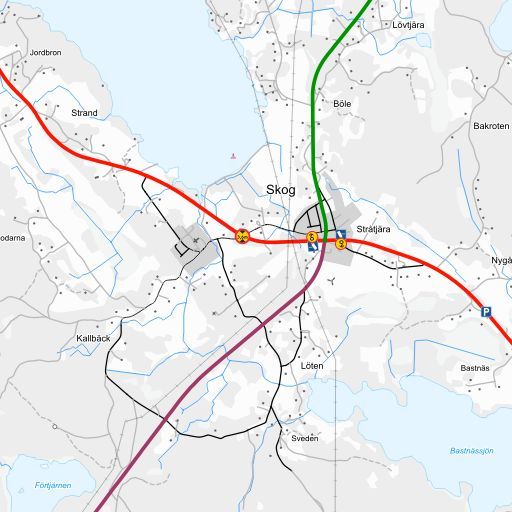 Lövtjära
Jordbron
Böle
Strand
Bakroten
Skog
Stråtjära
odarna
Nygå
P
Kallbäck
Löten
Bastnäs
Sveden
Bastnässjön
Förtjärnen